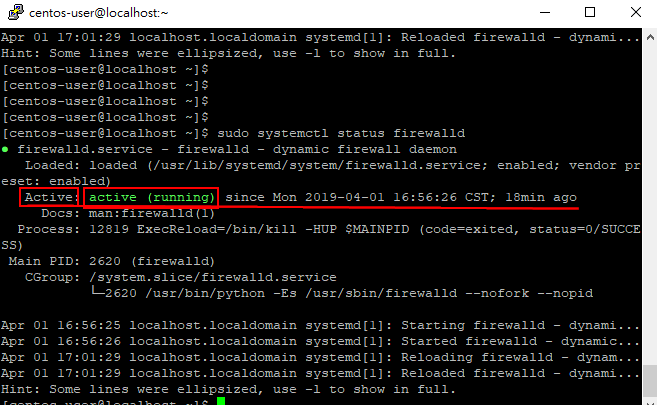 centos-user@localhost:~
Apr 01 17:01:29 localhost.localdomain systemd[1]: Reloaded firewalld - dynami...
Hint: Some lines were ellipsized, use -l to show in full.
[centos-user@localhost ~]$
[centos-user@localhost ~]$
[centos-user@localhost ~]$
[centos-user@localhost ~]$
[centos-user@localhost ~]$ sudo systemctl status firewalld
● firewalld.service - firewalld - dynamic firewall daemon
   Loaded: loaded (/usr/lib/systemd/system/firewalld.service; enabled; vendor pr
eset: enabled)
   Active: active (running) since Mon 2019-04-01 16:56:26 CST; 18min ago
     Docs: man:firewalld(1)
  Process: 12819 ExecReload=/bin/kill -HUP $MAINPID (code=exited, status=0/SUCCE
SS)
 Main PID: 2620 (firewalld)
   CGroup: /system.slice/firewalld.service
           └─2620 /usr/bin/python -Es /usr/sbin/firewalld --nofork --nopid
Apr 01 16:56:25 localhost.localdomain systemd[1]: Starting firewalld - dynami...
Apr 01 16:56:26 localhost.localdomain systemd[1]: Started firewalld - dynamic...
Apr 01 17:01:29 localhost.localdomain systemd[1]: Reloading firewalld - dynam...
Apr 01 17:01:29 localhost.localdomain systemd[1]: Reloaded firewalld - dynami...
Hint: Some lines were ellipsized, use -l to show in full.
[centos-user@localhost ~]$